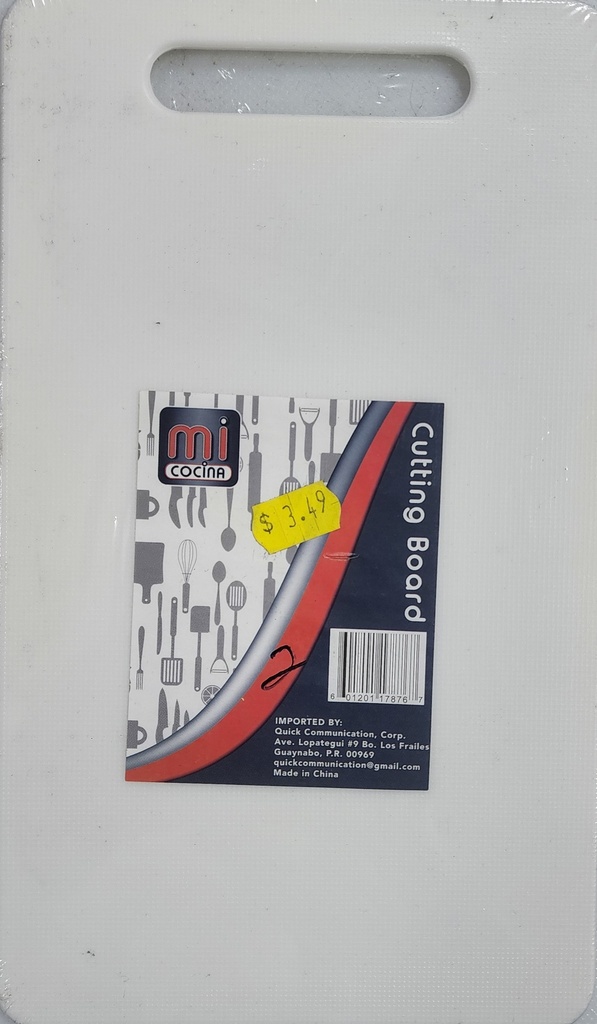 mi
COCINA
$ 3.49
Cutting Board
2
6 01201 17876 7
IMPORTED BY:
Quick Communication, Corp.
Ave. Lopategui #9 Bo. Los Frailes
Guaynabo, P.R. 00969
quickcommunication@gmail.com
Made in China